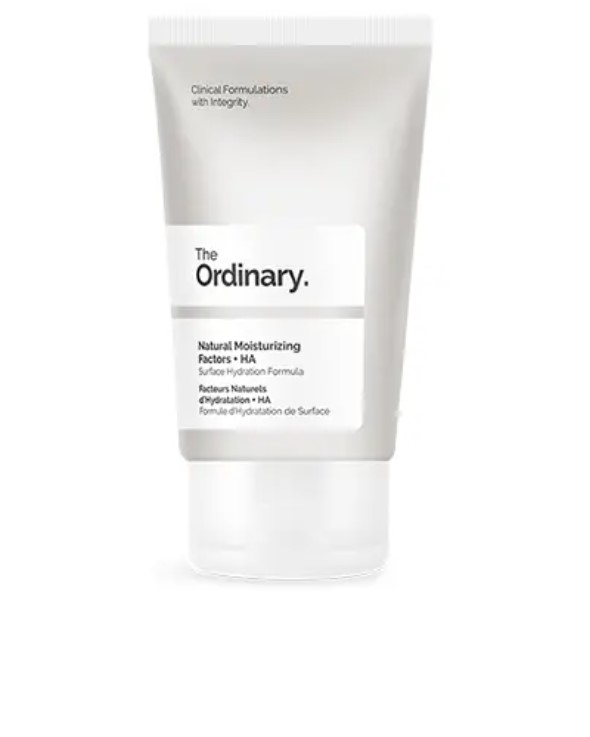 Clinical Formulations
with Integrity.
The
Ordinary.
Natural Moisturizing
Factors + HA
Surface Hydration Formula
Facteurs Naturels
d'Hydratation + HA
Formule d'Hydratation de Surface